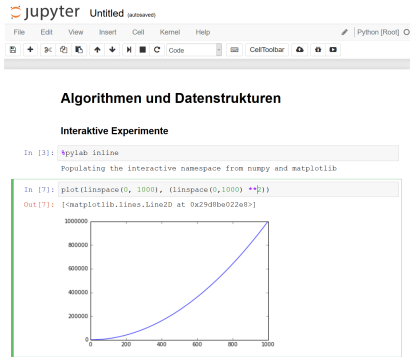 jupyter Untitled (autosaved)
File Edit View Insert Cell Kernel Help Python [Root]
Code CellToolbar
Algorithmen und Datenstrukturen
Interaktive Experimente
In [3]: %pylab inline
Populating the interactive namespace from numpy and matplotlib
In [7]: plot(linspace(0, 1000), (linspace(0,1000) **2))
Out[7]: [<matplotlib.lines.Line2D at 0x29d8be022e8>]
1000000
800000
600000
400000
200000
0
0 200 400 600 800 1000